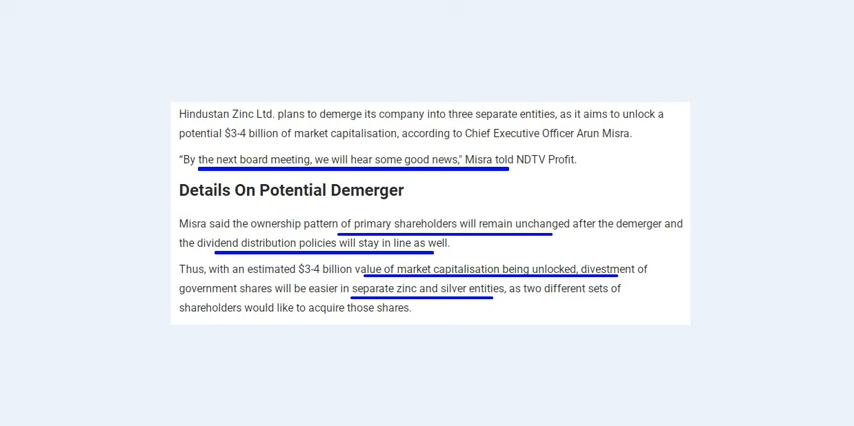 Hindustan Zinc Ltd. plans to demerge its company into three separate entities, as it aims to unlock a
potential $3-4 billion of market capitalisation, according to Chief Executive Officer Arun Misra.
“By the next board meeting, we will hear some good news," Misra told NDTV Profit.
Details On Potential Demerger
Misra said the ownership pattern of primary shareholders will remain unchanged after the demerger and
the dividend distribution policies will stay in line as well.
Thus, with an estimated $3-4 billion value of market capitalisation being unlocked, divestment of
government shares will be easier in separate zinc and silver entities, as two different sets of
shareholders would like to acquire those shares.